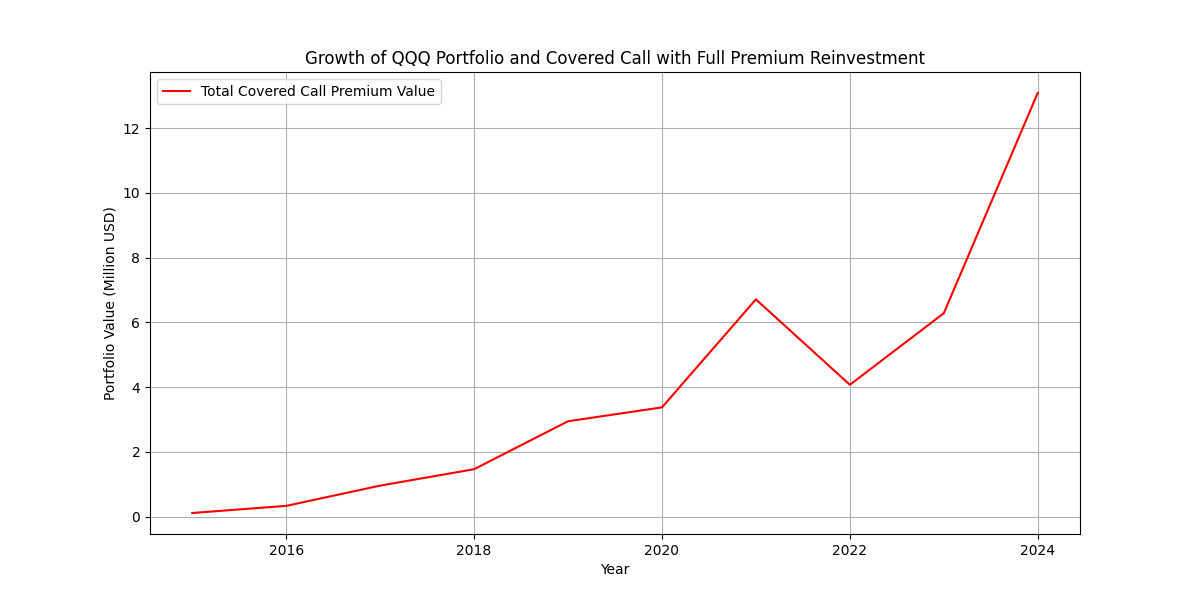 Growth of QQQ Portfolio and Covered Call with Full Premium Reinvestment
Total Covered Call Premium Value
Portfolio Value (Million USD)
12
10
8
6
4
2
0
2016 2018 2020 2022 2024
Year